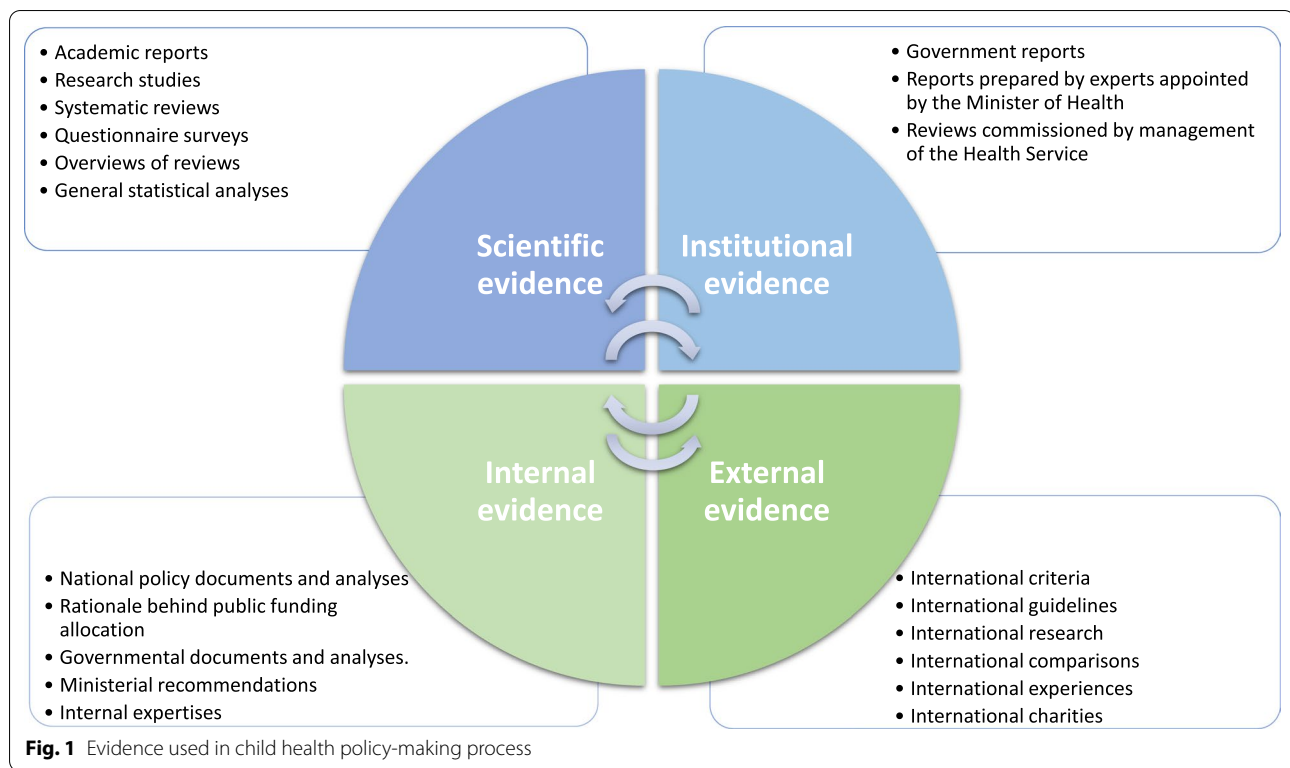 • Academic reports
• Research studies
• Systematic reviews
• Questionnaire surveys
• Overviews of reviews
• General statistical analyses
• Government reports
• Reports prepared by experts appointed
by the Minister of Health
• Reviews commissioned by management
of the Health Service
Scientific
evidence
Institutional
evidence
Internal
evidence
External
evidence
• National policy documents and analyses
• Rationale behind public funding
allocation
• Governmental documents and analyses.
• Ministerial recommendations
• Internal expertises
• International criteria
• International guidelines
• International research
• International comparisons
• International experiences
• International charities
Fig. 1 Evidence used in child health policy-making process